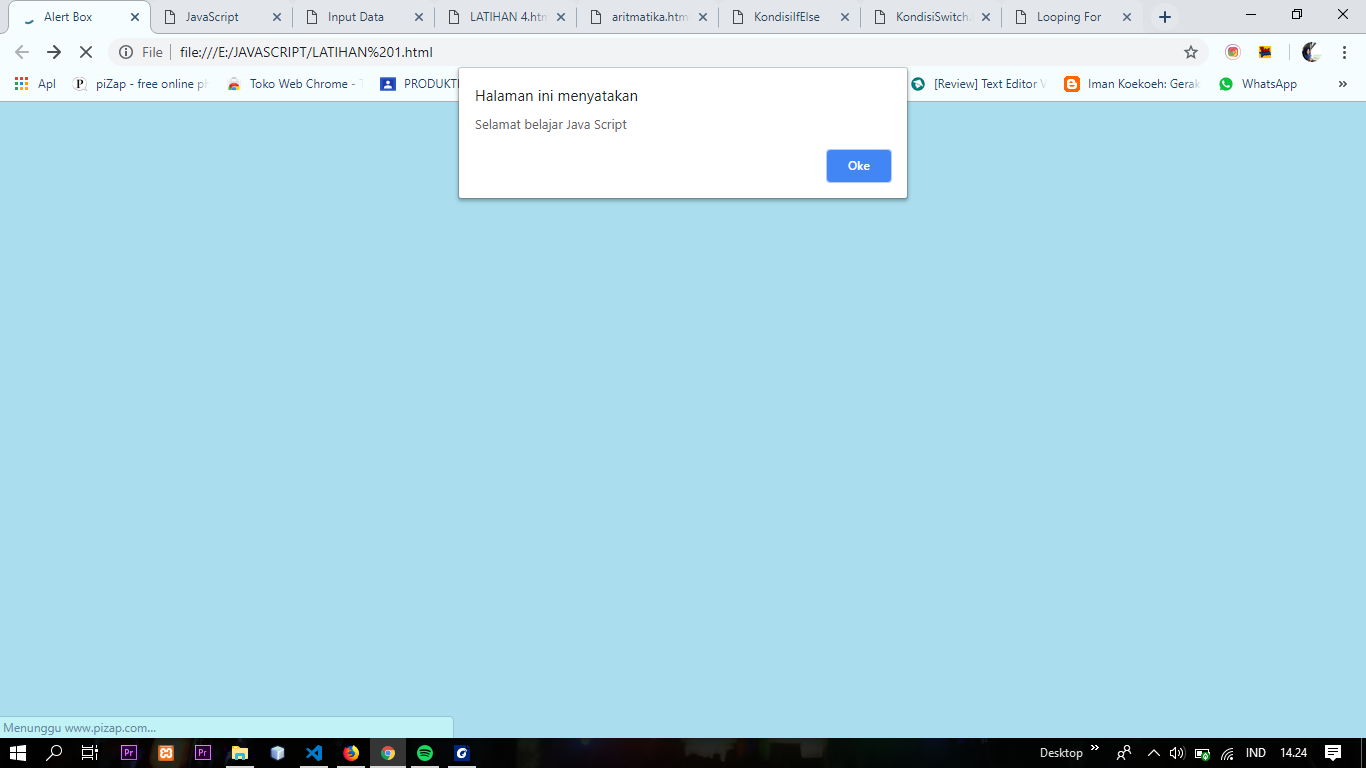 Alert Box
JavaScript
Input Data
LATIHAN 4.htm
aritmatika.htm
KondisiIfElse
KondisiSwitch
Looping For
File
file:///E:/JAVASCRIPT/LATIHAN%201.html
Apl
piZap - free online ph
Toko Web Chrome -
PRODUKTI
[Review] Text Editor V
Iman Koekoeh: Gerak
WhatsApp
Halaman ini menyatakan
Selamat belajar Java Script
Oke
Menunggu www.pizap.com...
Pr
Pr
Desktop
IND
14.24